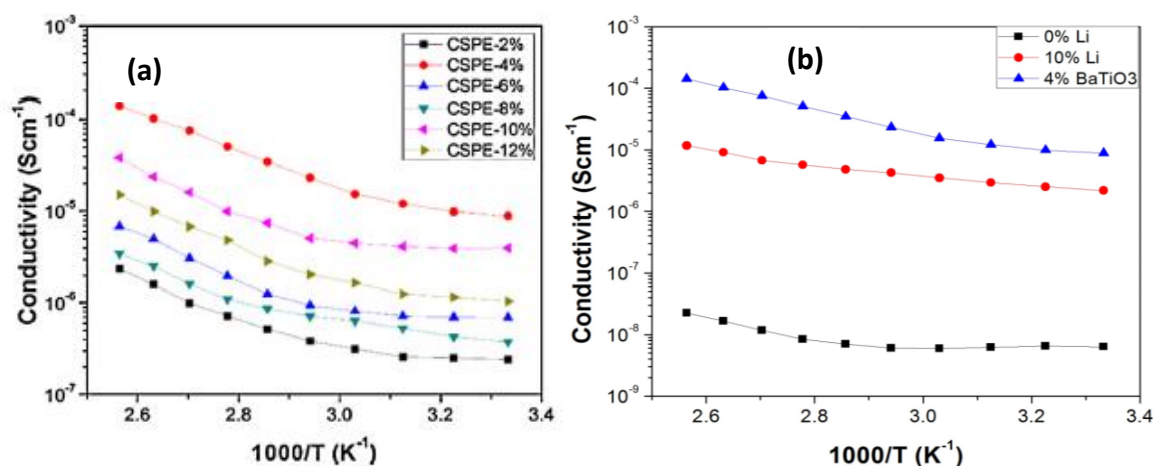 (a)
Conductivity (Scm⁻¹)
10⁻³
10⁻⁴
10⁻⁵
10⁻⁶
10⁻⁷
CSPE-2%
CSPE-4%
CSPE-6%
CSPE-8%
CSPE-10%
CSPE-12%
2.6 2.8 3.0 3.2 3.4
1000/T (K⁻¹)
(b)
Conductivity (Scm⁻¹)
10⁻³
10⁻⁴
10⁻⁵
10⁻⁶
10⁻⁷
10⁻⁸
10⁻⁹
0% Li
10% Li
4% BaTiO3
2.6 2.8 3.0 3.2 3.4
1000/T (K⁻¹)